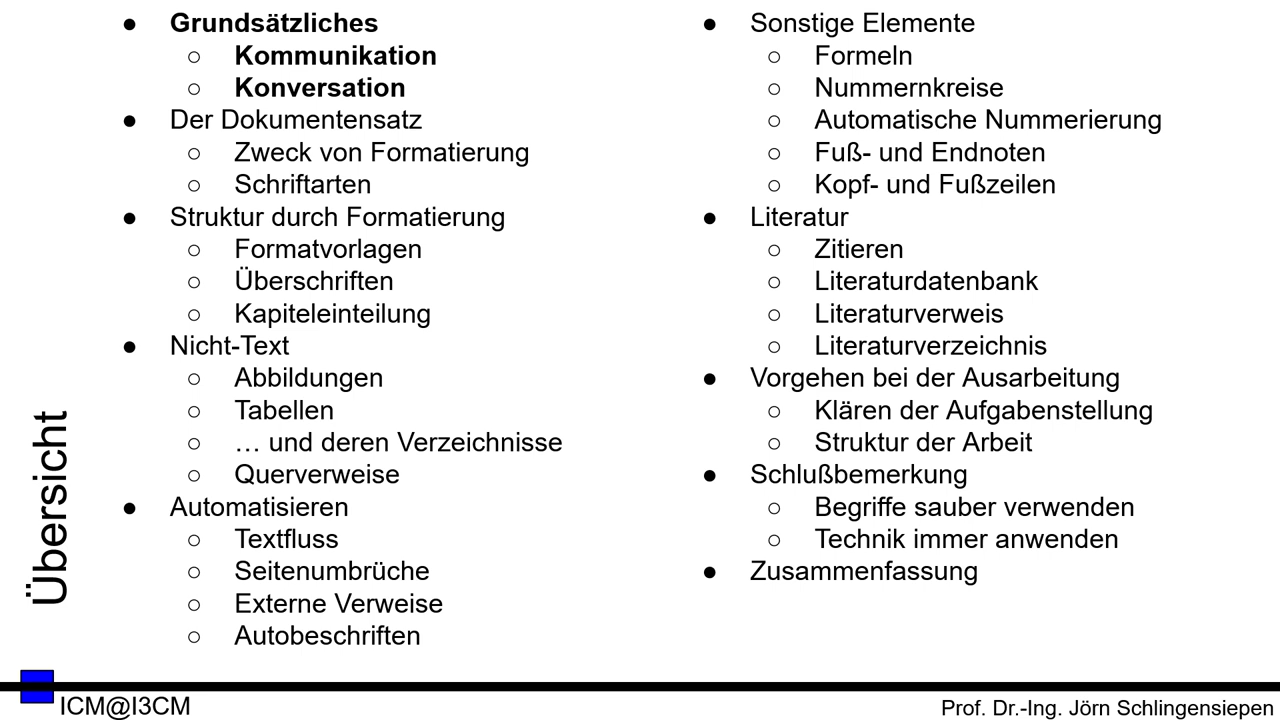 Übersicht
● Grundsätzliches
○ Kommunikation
○ Konversation
● Der Dokumentensatz
○ Zweck von Formatierung
○ Schriftarten
● Struktur durch Formatierung
○ Formatvorlagen
○ Überschriften
○ Kapiteleinteilung
● Nicht-Text
○ Abbildungen
○ Tabellen
○ … und deren Verzeichnisse
○ Querverweise
● Automatisieren
○ Textfluss
○ Seitenumbrüche
○ Externe Verweise
○ Autobeschriften
● Sonstige Elemente
○ Formeln
○ Nummernkreise
○ Automatische Nummerierung
○ Fuß- und Endnoten
○ Kopf- und Fußzeilen
● Literatur
○ Zitieren
○ Literaturdatenbank
○ Literaturverweis
○ Literaturverzeichnis
● Vorgehen bei der Ausarbeitung
○ Klären der Aufgabenstellung
○ Struktur der Arbeit
● Schlußbemerkung
○ Begriffe sauber verwenden
○ Technik immer anwenden
● Zusammenfassung
ICM@I3CM
Prof. Dr.-Ing. Jörn Schlingensiepen